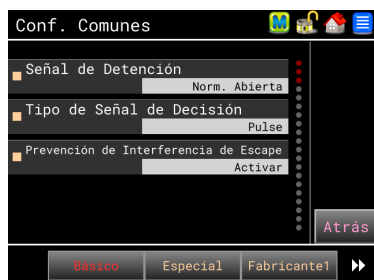 Conf. Comunes
M
Señal de Detención
Norm. Abierta
Tipo de Señal de Decisión
Pulse
Prevención de Interferencia de Escape
Activar
Atrás
Básico
Especial
Fabricante1